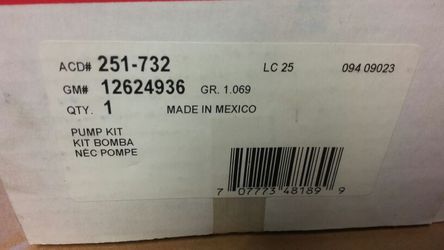 ACD# 251-732 LC 25 094 09023
GM# 12624936 GR. 1.069
QTY. 1 MADE IN MEXICO
PUMP KIT
KIT BOMBA
NÉC POMPE
7 07773 48189 9